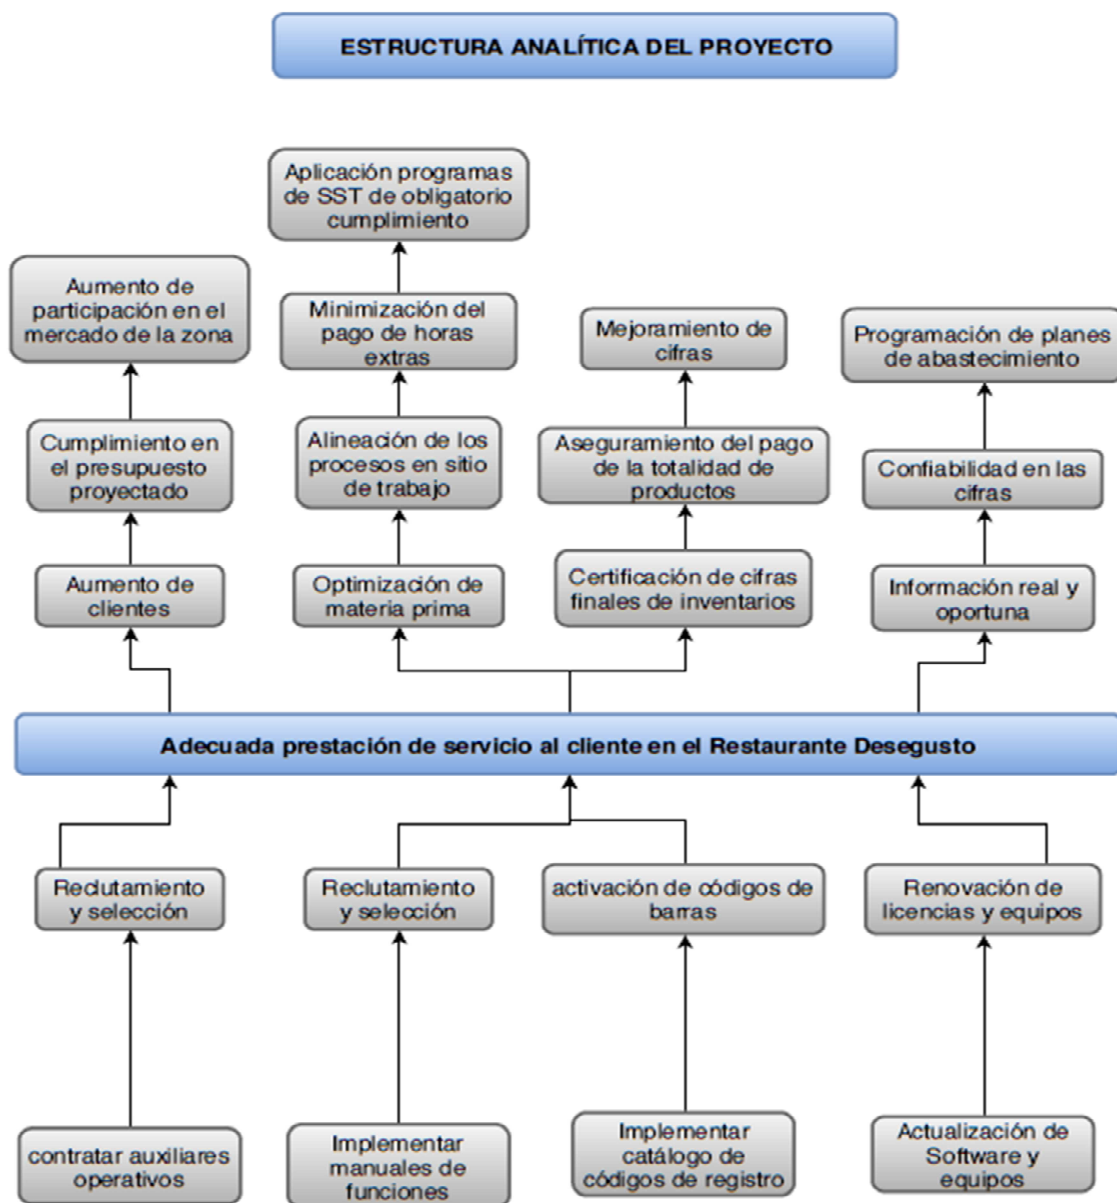 ESTRUCTURA ANALÍTICA DEL PROYECTO
Aplicación programas
de SST de obligatorio
cumplimiento
Aumento de
participación en el
mercado de la zona
Minimización del
pago de horas
extras
Mejoramiento de
cifras
Programación de planes
de abastecimiento
Cumplimiento en
el presupuesto
proyectado
Alineación de los
procesos en sitio
de trabajo
Aseguramiento del pago
de la totalidad de
productos
Confiabilidad en las
cifras
Aumento de
clientes
Optimización de
materia prima
Certificación de cifras
finales de inventarios
Información real y
oportuna
Adecuada prestación de servicio al cliente en el Restaurante Desegusto
Reclutamiento
y selección
Reclutamiento
y selección
activación de códigos de
barras
Renovación de
licencias y equipos
contratar auxiliares
operativos
Implementar
manuales de
funciones
Implementar
catálogo de
códigos de registro
Actualización de
Software y
equipos